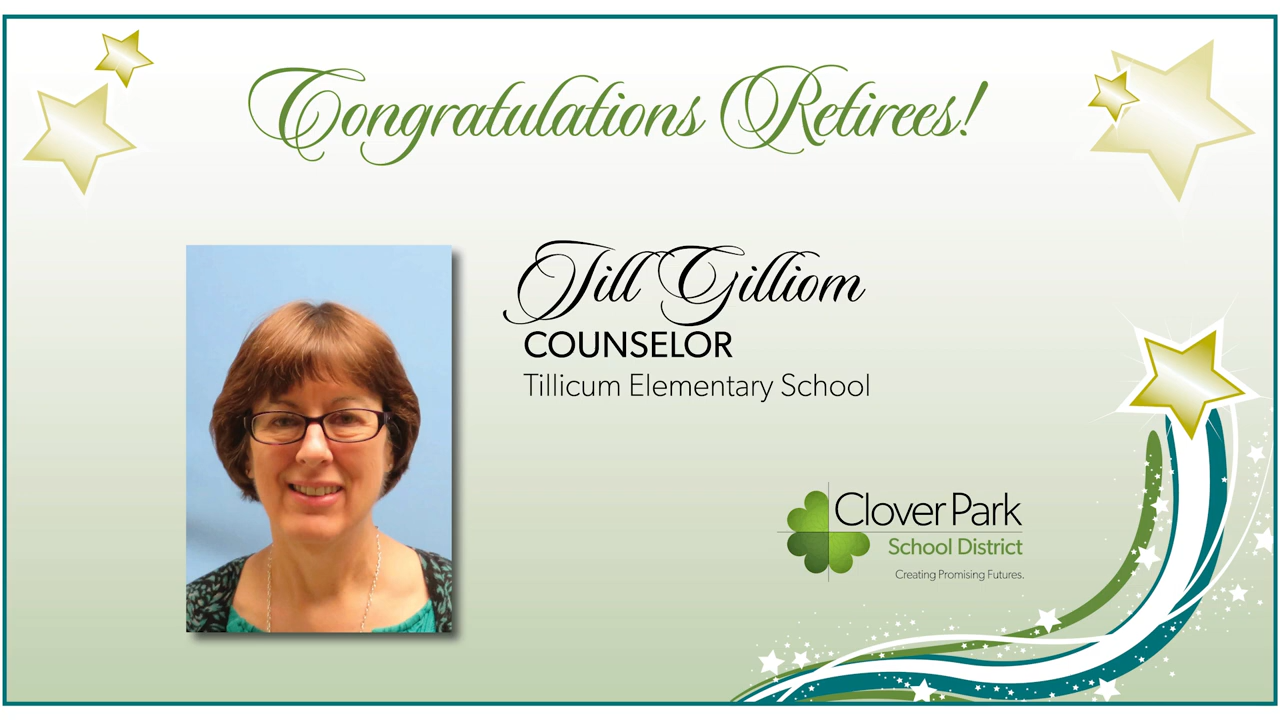 Congratulations Retirees!
Jill Gilliom
COUNSELOR
Tillicum Elementary School
Clover Park
School District
Creating Promising Futures.